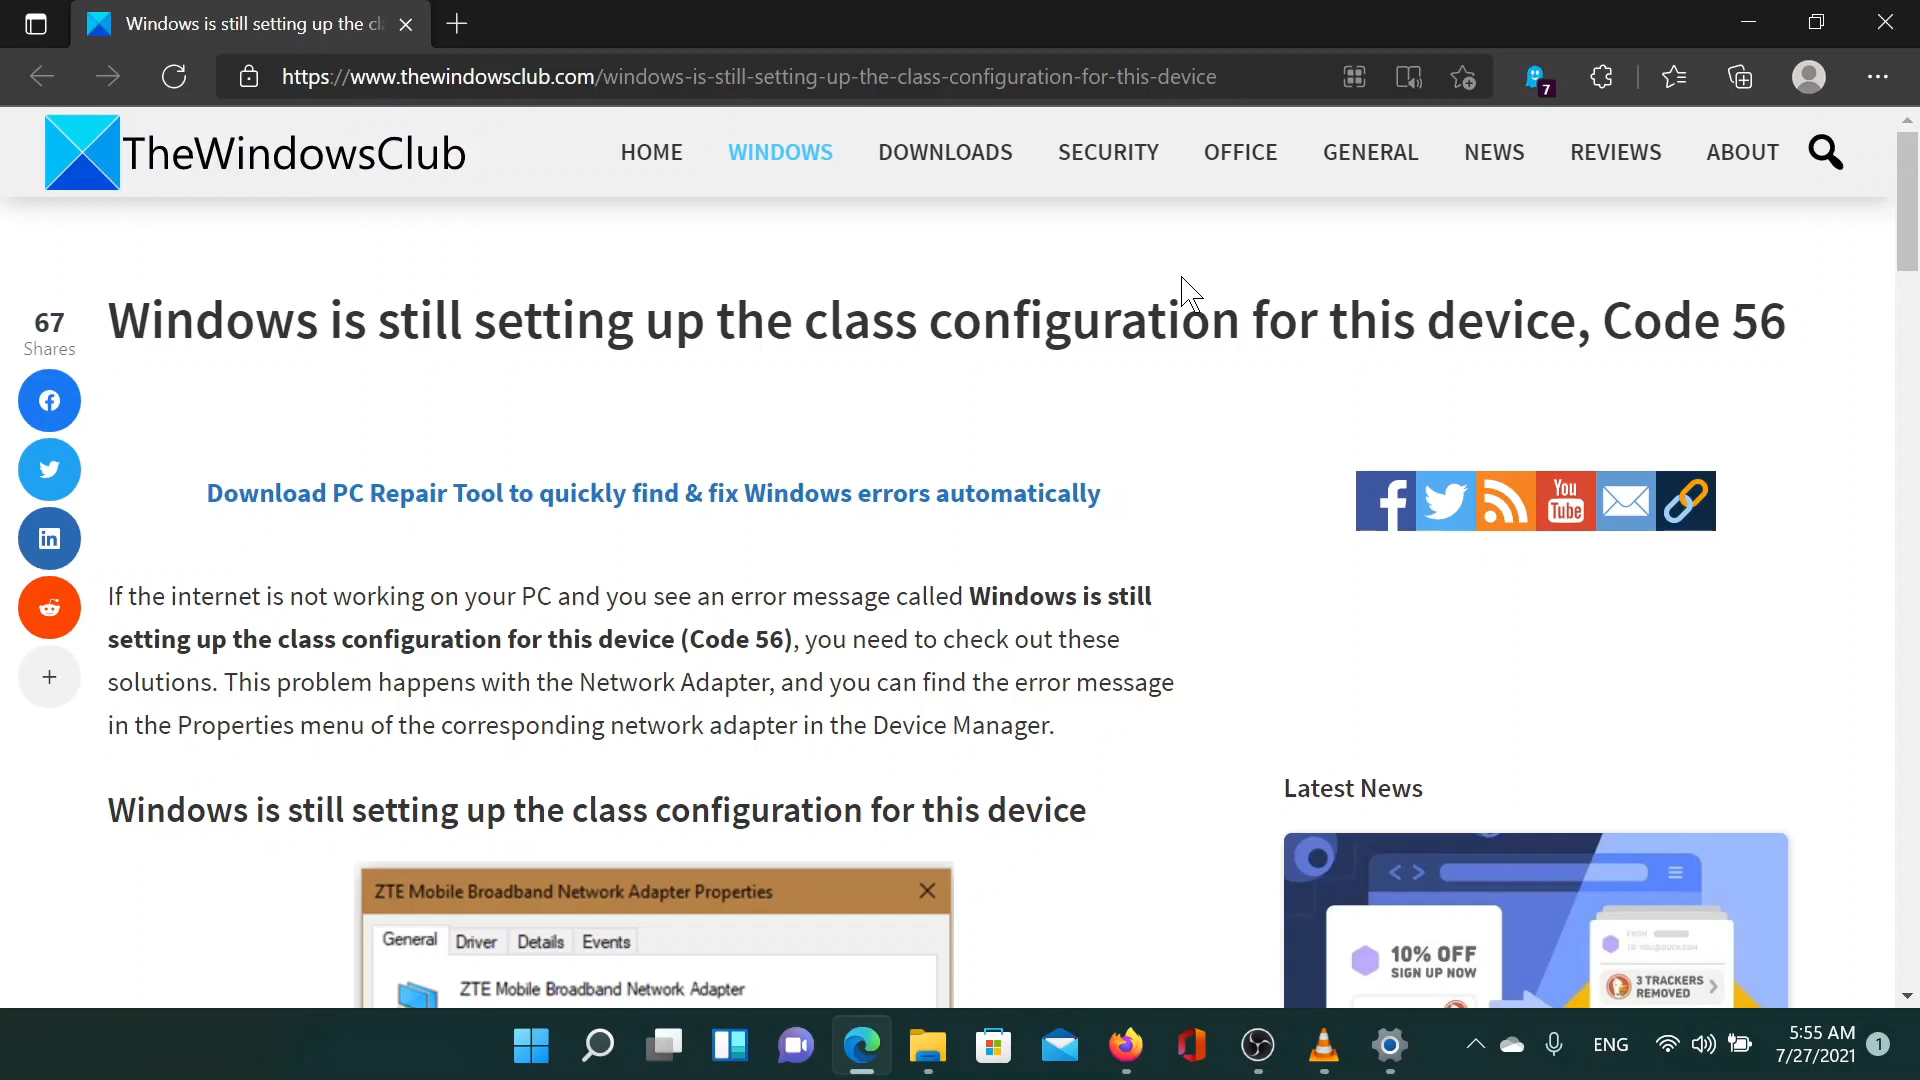 Windows is still setting up the cl
https://www.thewindowsclub.com/windows-is-still-setting-up-the-class-configuration-for-this-device
7
TheWindowsClub
HOME WINDOWS DOWNLOADS SECURITY OFFICE GENERAL NEWS REVIEWS ABOUT
67
Shares
Windows is still setting up the class configuration for this device, Code 56
Download PC Repair Tool to quickly find & fix Windows errors automatically
You
Tube
If the internet is not working on your PC and you see an error message called Windows is still
setting up the class configuration for this device (Code 56), you need to check out these
solutions. This problem happens with the Network Adapter, and you can find the error message
in the Properties menu of the corresponding network adapter in the Device Manager.
Windows is still setting up the class configuration for this device
Latest News
ZTE Mobile Broadband Network Adapter Properties
General Driver Details Events
ZTE Mobile Broadband Network Adapter
10% OFF
SIGN UP NOW
FROM
TO YOU@DUCK.COM
3 TRACKERS
REMOVED
ENG
5:55 AM
7/27/2021
1